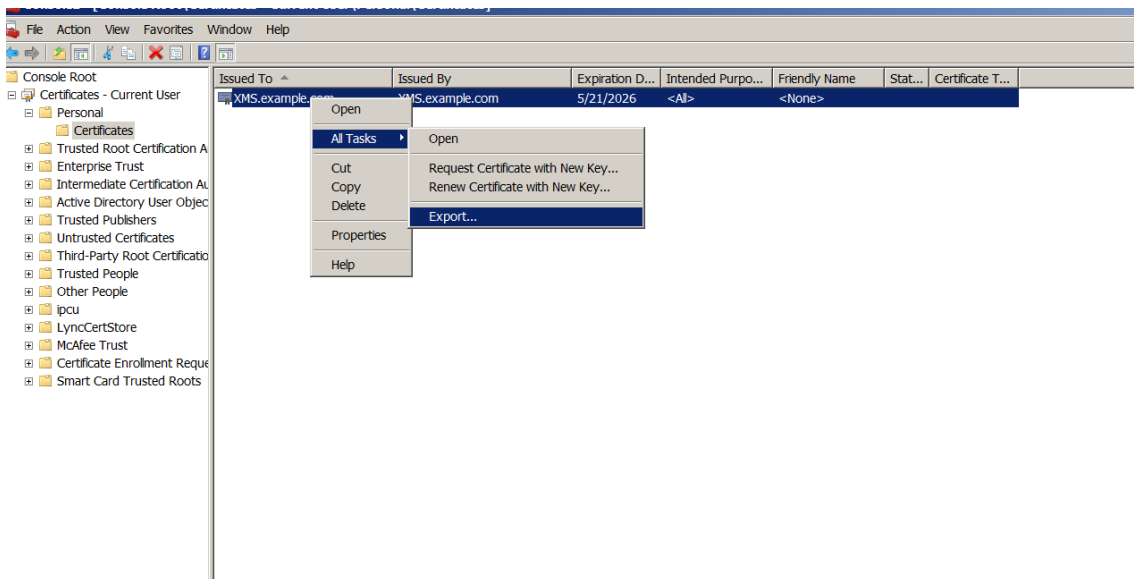 File Action View Favorites Window Help
Console Root
Certificates - Current User
Personal
Certificates
Trusted Root Certification A
Enterprise Trust
Intermediate Certification Au
Active Directory User Objec
Trusted Publishers
Untrusted Certificates
Third-Party Root Certificatio
Trusted People
Other People
ipcu
LyncCertStore
McAfee Trust
Certificate Enrollment Reque
Smart Card Trusted Roots
Issued To Issued By Expiration D... Intended Purpo... Friendly Name Stat... Certificate T...
XMS.example.com XMS.example.com 5/21/2026 <All> <None>
Open
All Tasks
Cut
Copy
Delete
Properties
Help
Open
Request Certificate with New Key...
Renew Certificate with New Key...
Export...